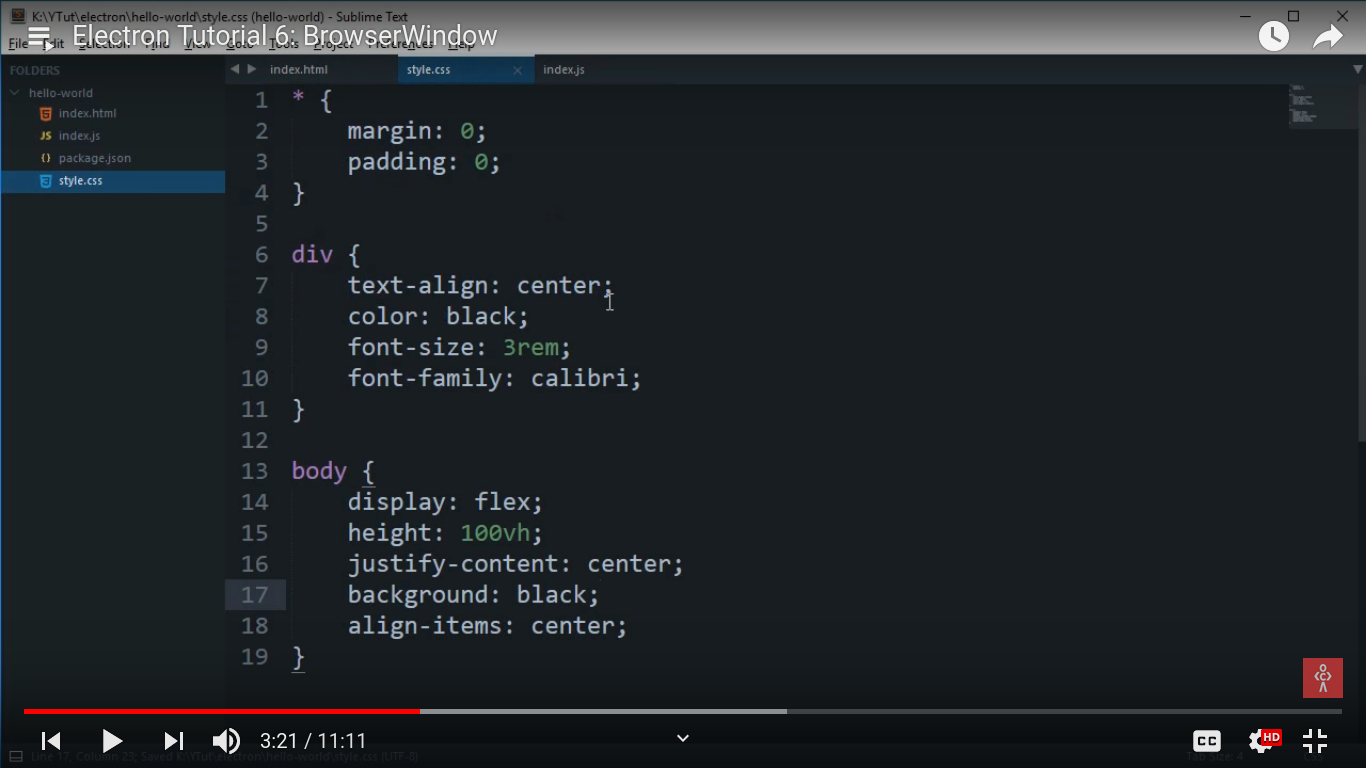 K:\YTut\electron\hello-world\style.css (hello-world) - Sublime Text
Electron Tutorial 6: BrowserWindow
File Edit Selection Find View Goto Tools Project Preferences Help
FOLDERS
hello-world
index.html
JS index.js
{} package.json
style.css
index.html style.css index.js
1 * {
2 margin: 0;
3 padding: 0;
4 }
5
6 div {
7 text-align: center;
8 color: black;
9 font-size: 3rem;
10 font-family: calibri;
11 }
12
13 body {
14 display: flex;
15 height: 100vh;
16 justify-content: center;
17 background: black;
18 align-items: center;
19 }
3:21 / 11:11
CC
HD
Line 17, Column 23; Saved K:\YTut\electron\hello-world\style.css (UTF-8)
Tab Size: 4 CSS